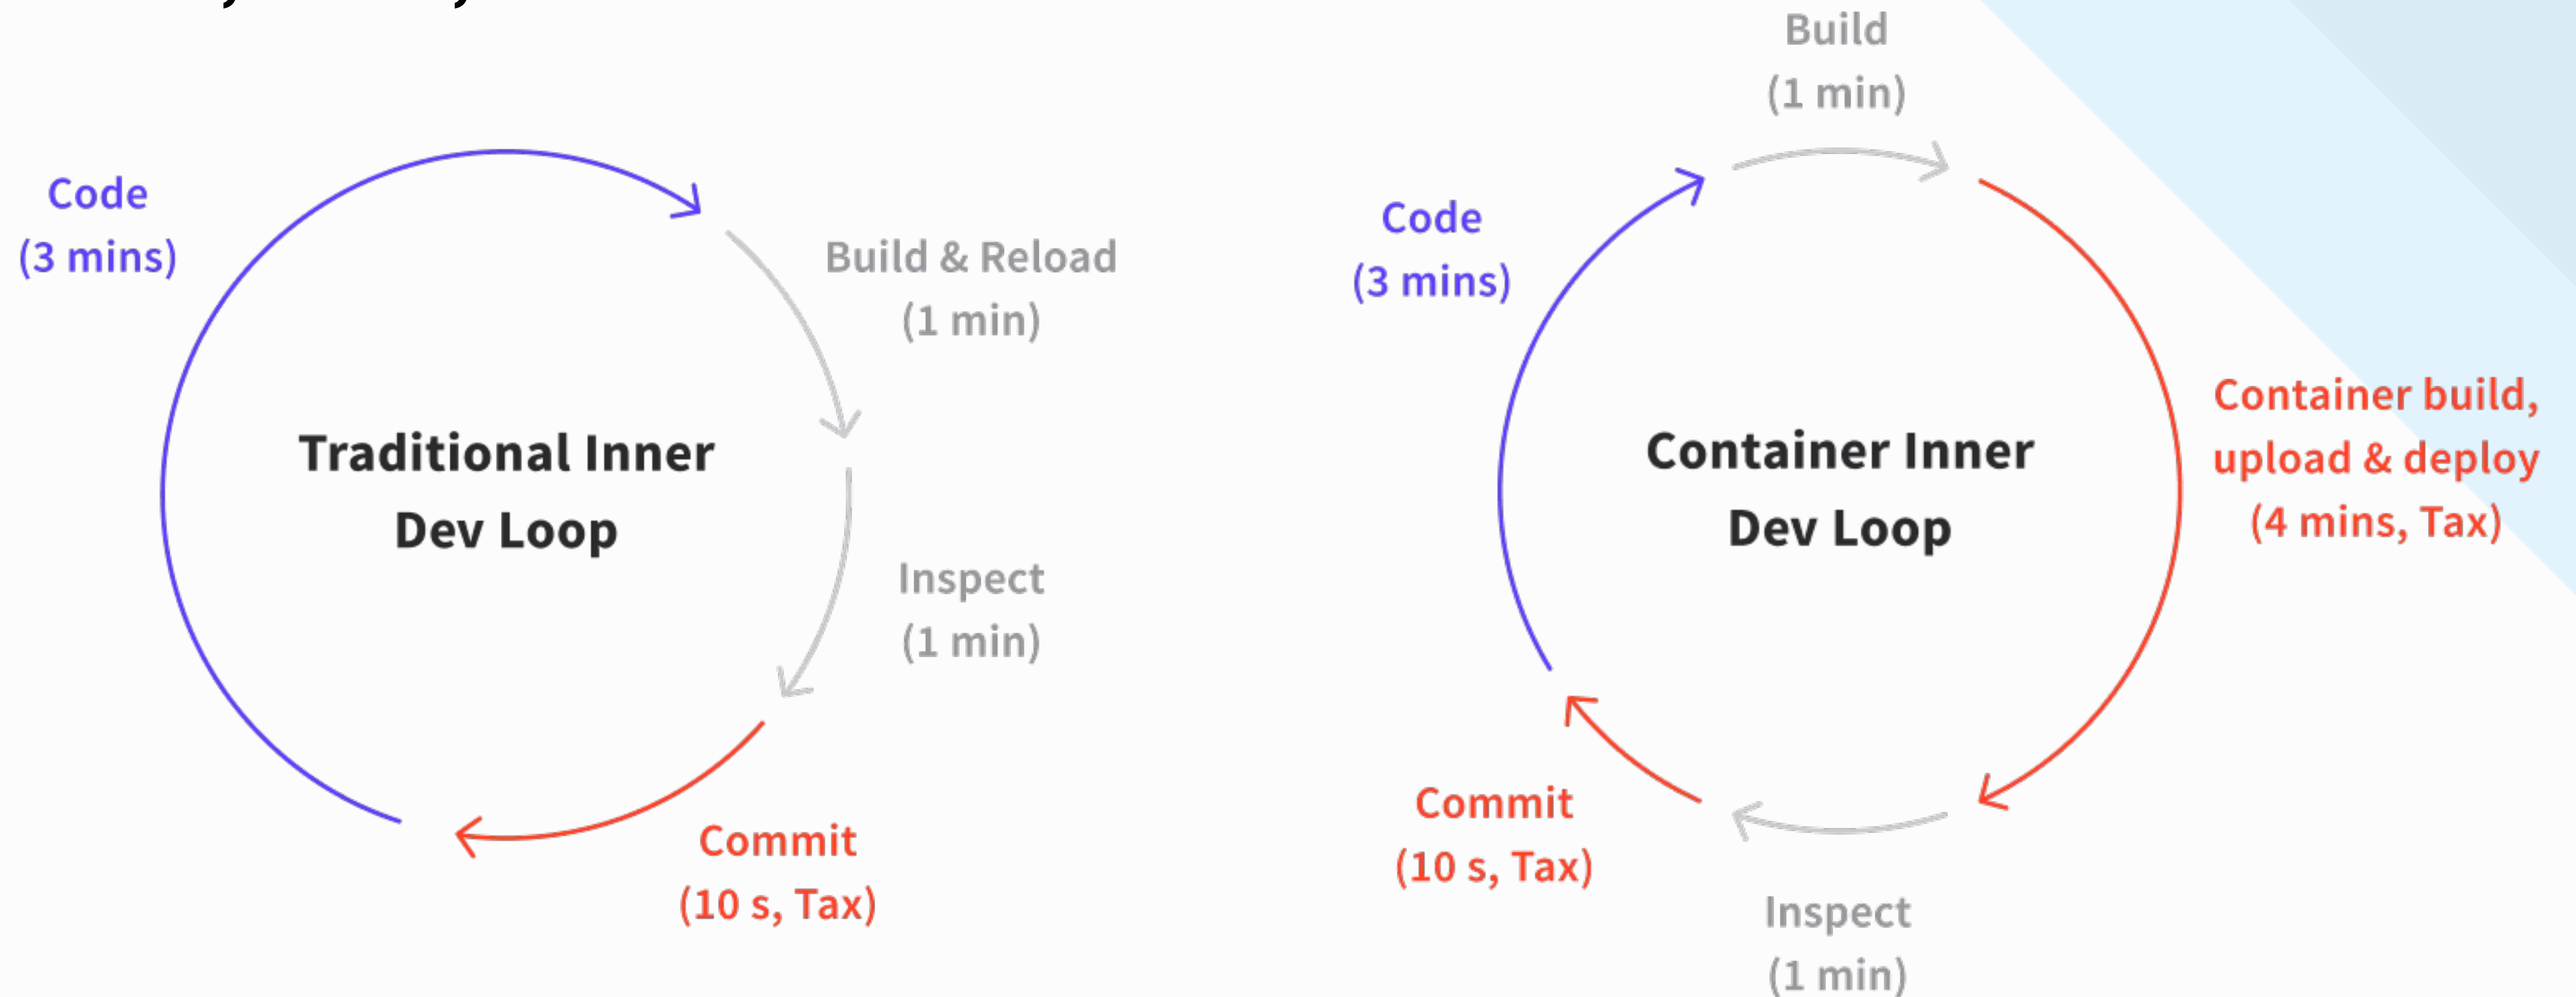 Code
(3 mins)
Build & Reload
(1 min)
Traditional Inner
Dev Loop
Inspect
(1 min)
Commit
(10 s, Tax)
Build
(1 min)
Code
(3 mins)
Container build,
upload & deploy
(4 mins, Tax)
Container Inner
Dev Loop
Commit
(10 s, Tax)
Inspect
(1 min)